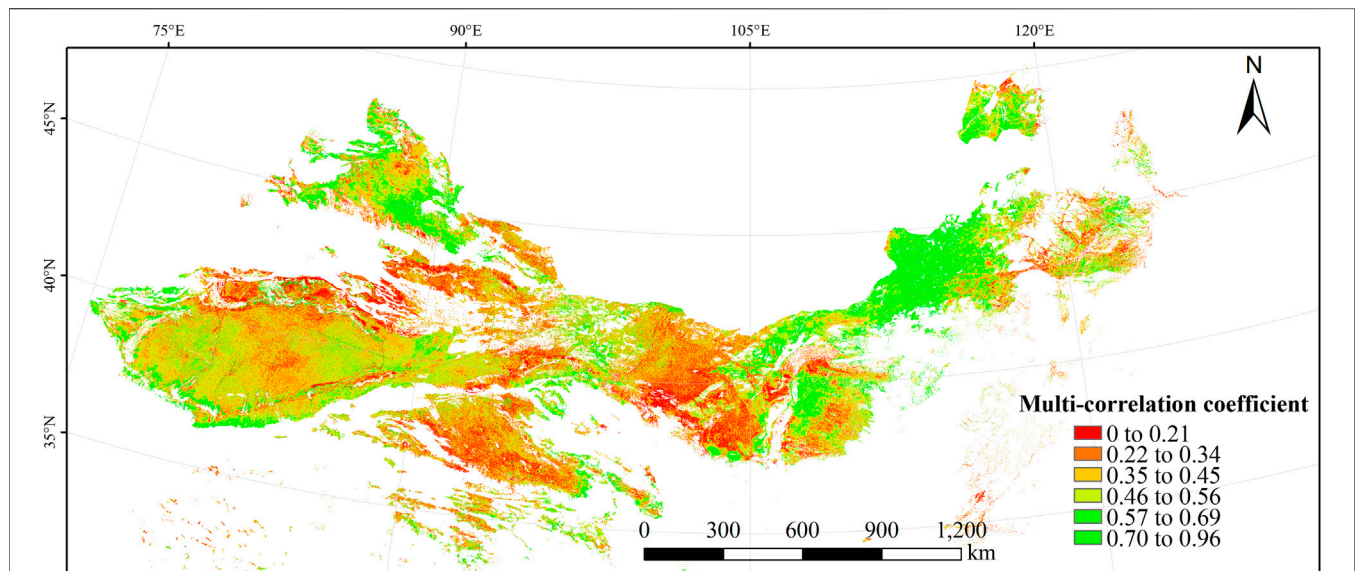 75°E 90°E 105°E 120°E
N
45°N
40°N
35°N
Multi-correlation coefficient
0 to 0.21
0.22 to 0.34
0.35 to 0.45
0.46 to 0.56
0.57 to 0.69
0.70 to 0.96
0 300 600 900 1,200
km